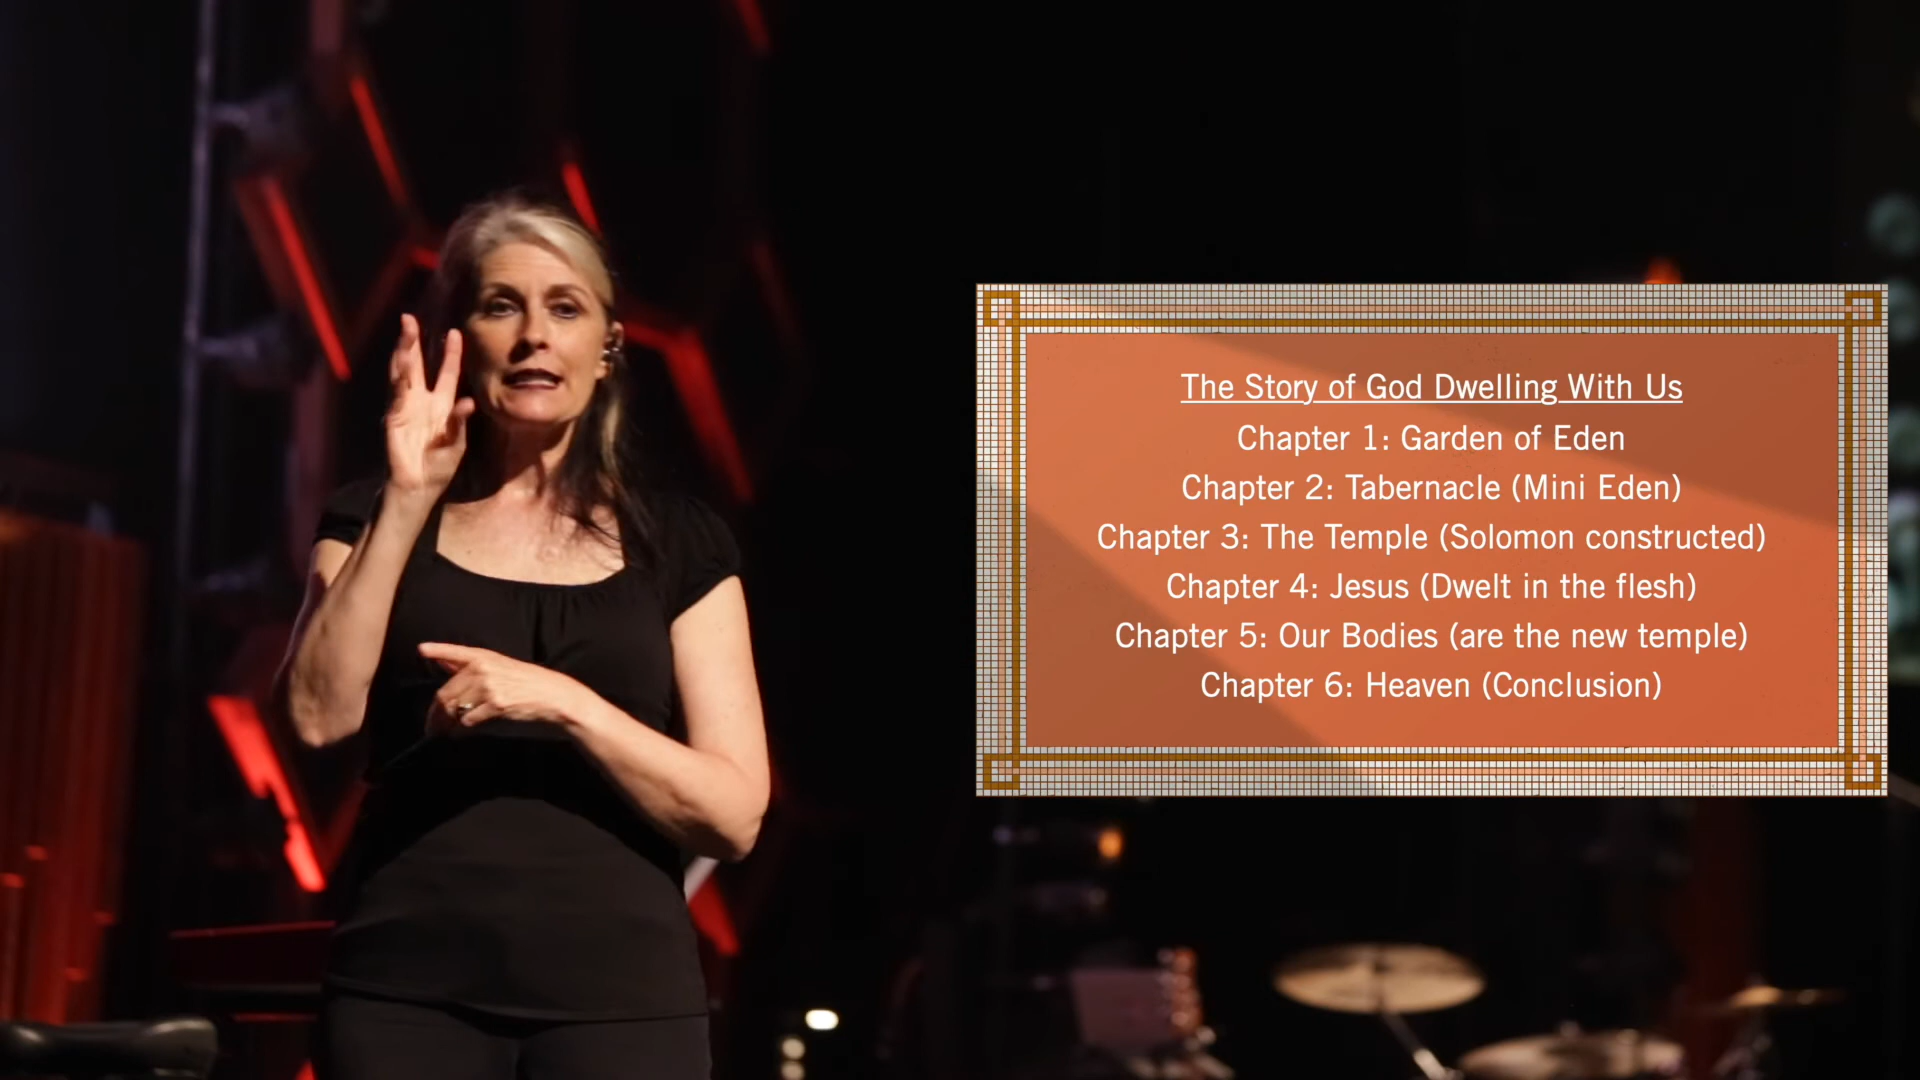 The Story of God Dwelling With Us
Chapter 1: Garden of Eden
Chapter 2: Tabernacle (Mini Eden)
Chapter 3: The Temple (Solomon constructed)
Chapter 4: Jesus (Dwelt in the flesh)
Chapter 5: Our Bodies (are the new temple)
Chapter 6: Heaven (Conclusion)